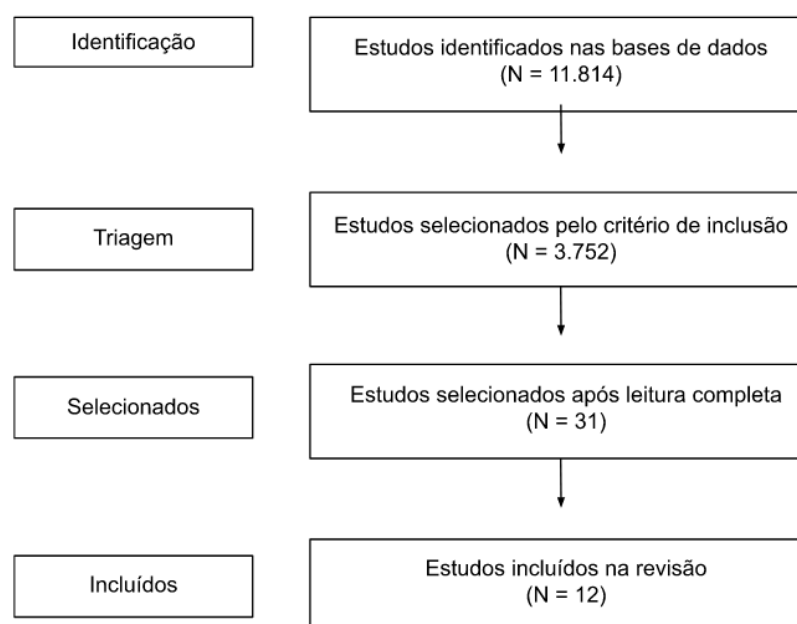 Identificação
Estudos identificados nas bases de dados
(N = 11.814)
Triagem
Estudos selecionados pelo critério de inclusão
(N = 3.752)
Selecionados
Estudos selecionados após leitura completa
(N = 31)
Incluídos
Estudos incluídos na revisão
(N = 12)